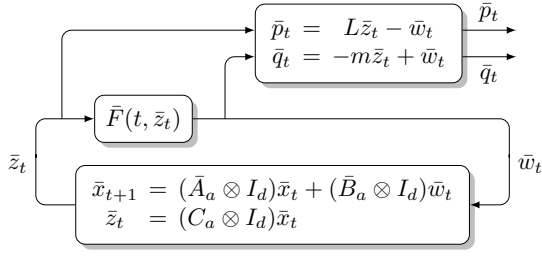 p̄_t = L z̄_t − w̄_t
q̄_t = −m z̄_t + w̄_t
p̄_t
q̄_t
F̄(t, z̄_t)
z̄_t
w̄_t
x̄_{t+1} = (Ā_a ⊗ I_d) x̄_t + (B̄_a ⊗ I_d) w̄_t
z̄_t = (C_a ⊗ I_d) x̄_t